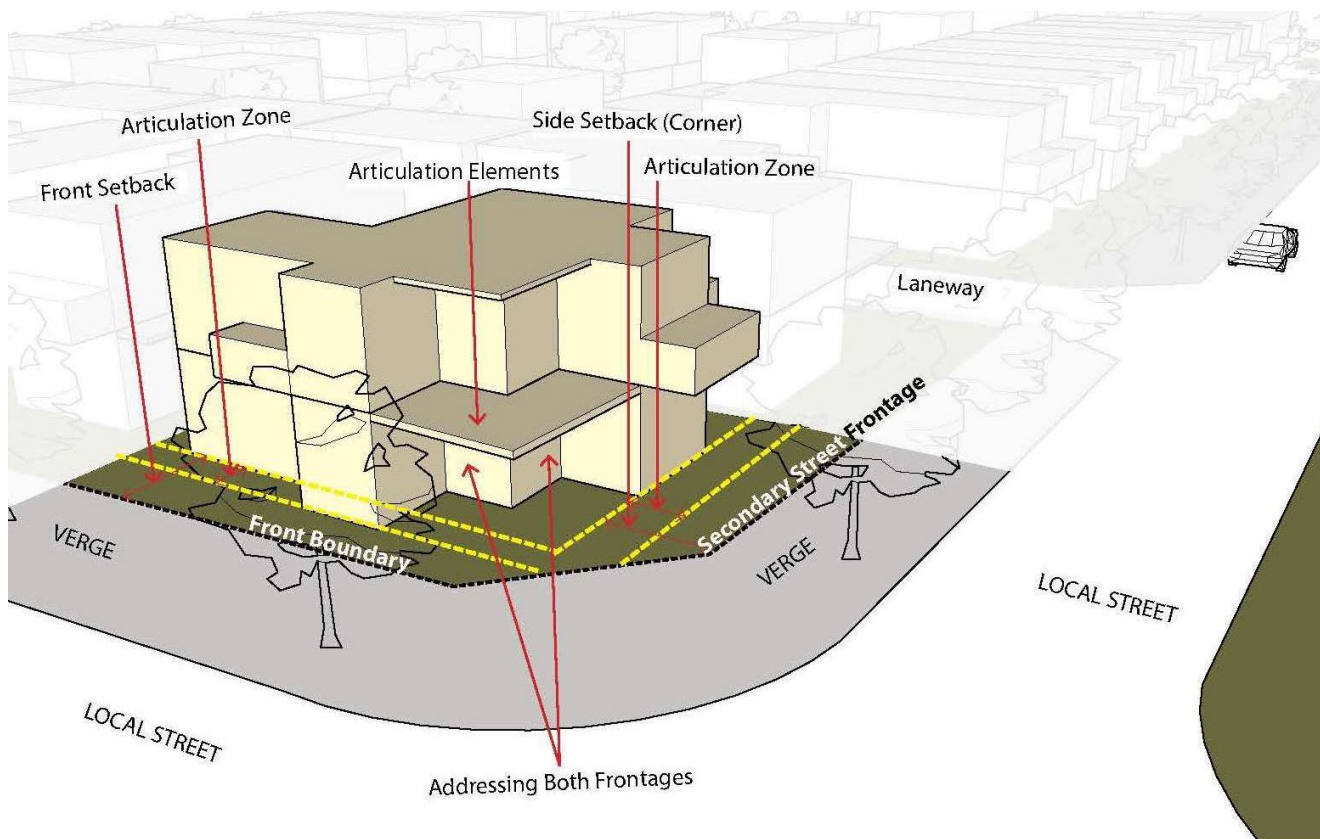 Articulation Zone
Side Setback (Corner)
Front Setback
Articulation Elements
Articulation Zone
Laneway
Secondary Street Frontage
Front Boundary
VERGE
VERGE
LOCAL STREET
LOCAL STREET
Addressing Both Frontages